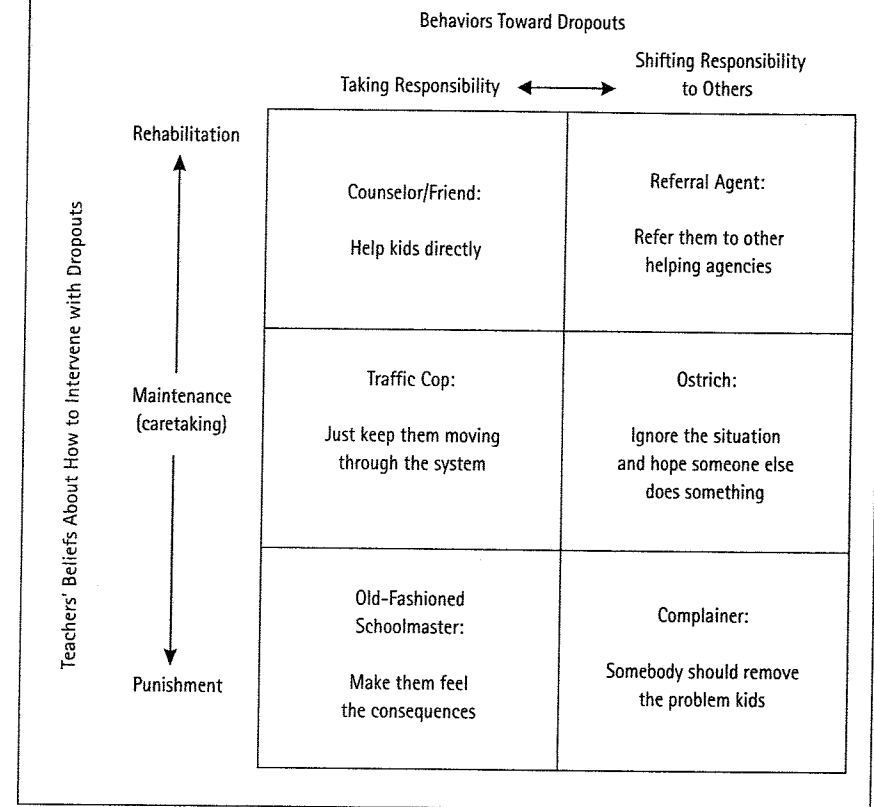 Behaviors Toward Dropouts
Taking Responsibility
Shifting Responsibility
to Others
Teachers' Beliefs About How to Intervene with Dropouts
Rehabilitation
Counselor/Friend:
Help kids directly
Referral Agent:
Refer them to other
helping agencies
Maintenance
(caretaking)
Traffic Cop:
Just keep them moving
through the system
Ostrich:
Ignore the situation
and hope someone else
does something
Punishment
Old-Fashioned
Schoolmaster:
Make them feel
the consequences
Complainer:
Somebody should remove
the problem kids